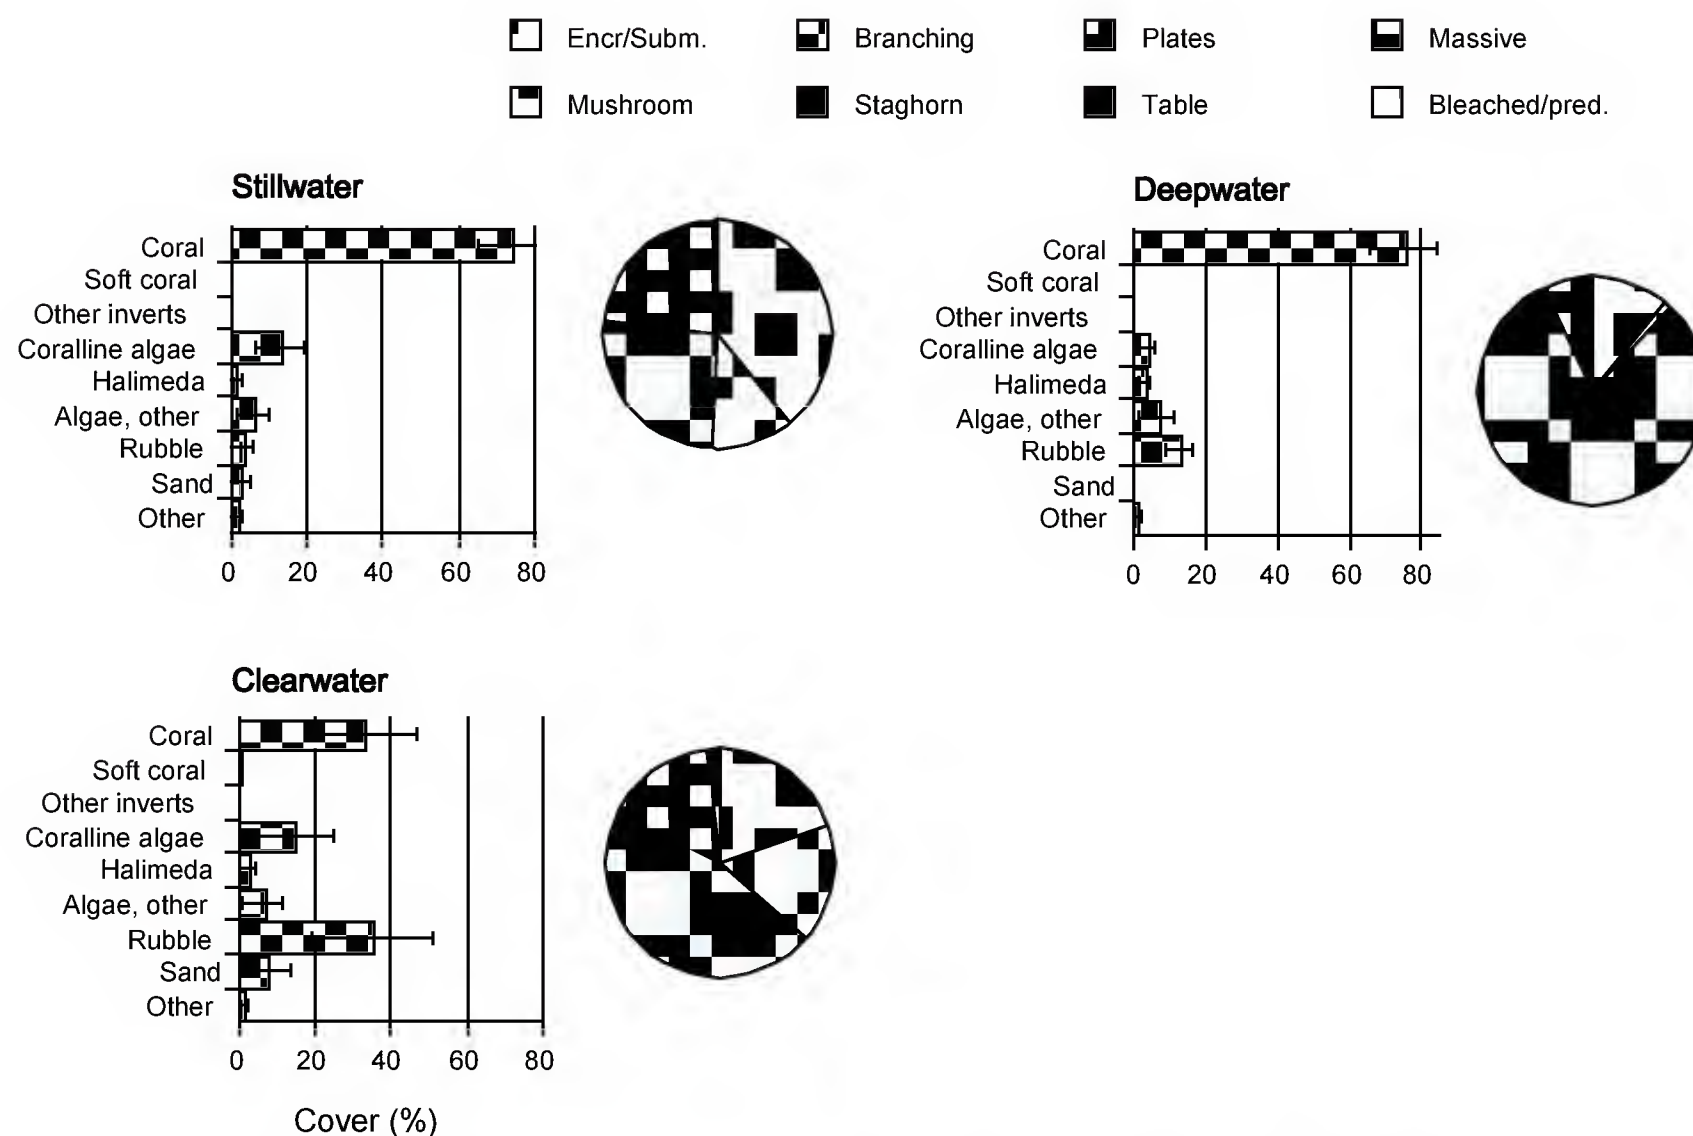 Encr/Subm. Branching Plates Massive
Mushroom Staghorn Table Bleached/pred.
Stillwater
Coral
Soft coral
Other inverts
Coralline algae
Halimeda
Algae, other
Rubble
Sand
Other
0 20 40 60 80
Deepwater
Coral
Soft coral
Other inverts
Coralline algae
Halimeda
Algae, other
Rubble
Sand
Other
0 20 40 60 80
Clearwater
Coral
Soft coral
Other inverts
Coralline algae
Halimeda
Algae, other
Rubble
Sand
Other
0 20 40 60 80
Cover (%)